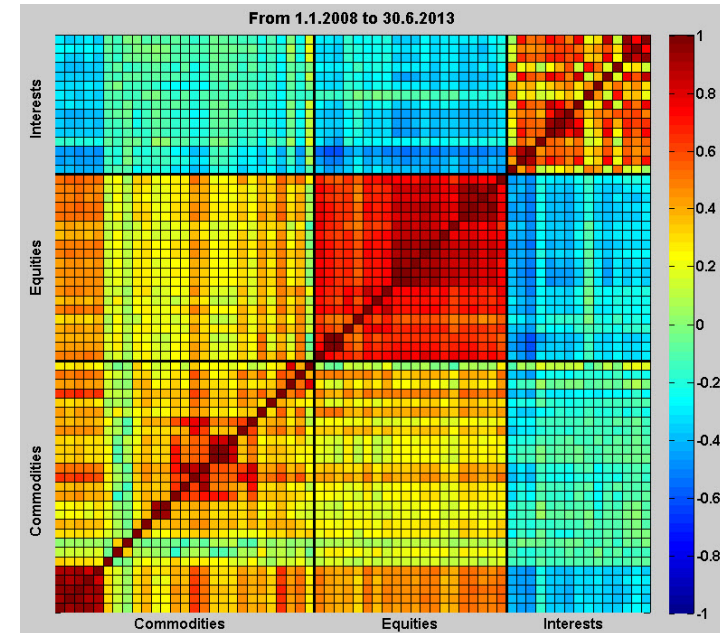 From 1.1.2008 to 30.6.2013
Interests
Equities
Commodities
Commodities
Equities
Interests
1
0.8
0.6
0.4
0.2
0
-0.2
-0.4
-0.6
-0.8
-1